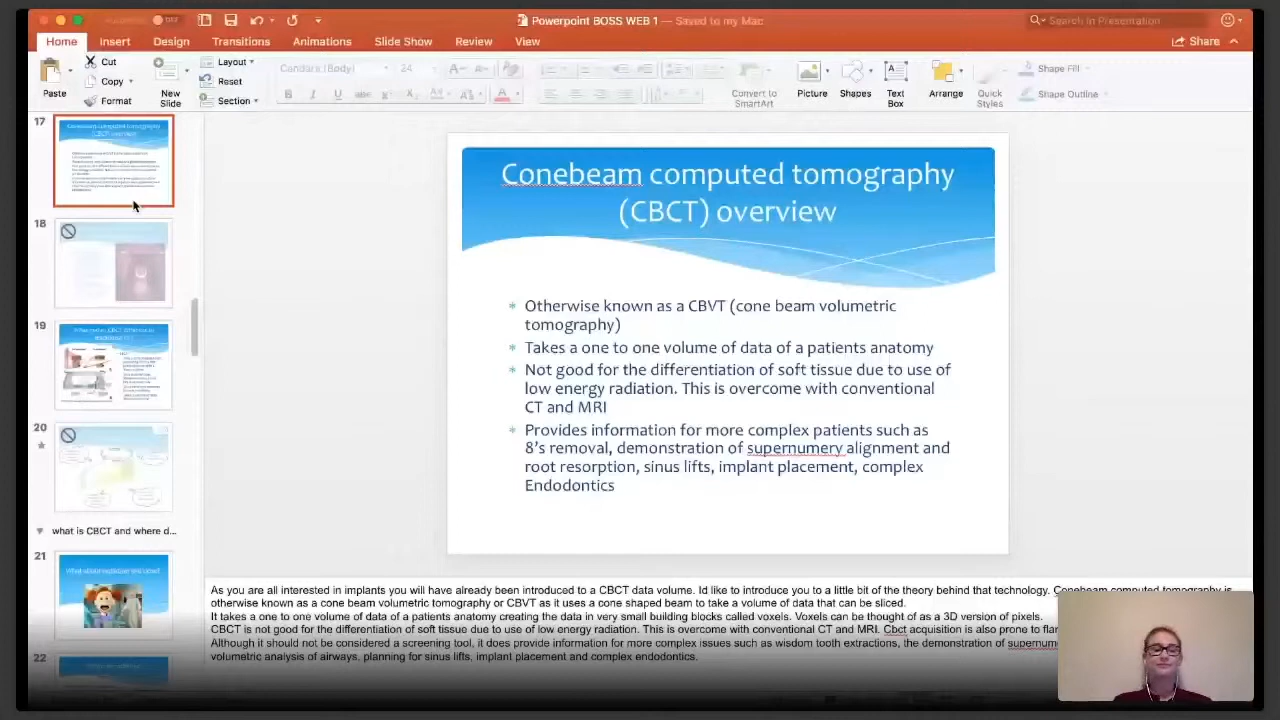 Powerpoint BOSS WEB 1 — Saved to my Mac
Search in Presentation
Home Insert Design Transitions Animations Slide Show Review View
Share
Cut
Copy
Format
Paste
New
Slide
Layout
Reset
Section
Candara (Body)
24
Convert to
SmartArt
Picture
Shapes
Text
Box
Arrange
Quick
Styles
Shape Fill
Shape Outline
17
Conebeam computed tomography
(CBCT) overview
18
19
20
what is CBCT and where d...
21
22
Conebeam computed tomography
(CBCT) overview
Otherwise known as a CBVT (cone beam volumetric
tomography)
Takes a one to one volume of data of a patients anatomy
Not good for the differentiation of soft tissue due to use of
low energy radiation. This is overcome with conventional
CT and MRI
Provides information for more complex patients such as
8’s removal, demonstration of supernumery alignment and
root resorption, sinus lifts, implant placement, complex
Endodontics
As you are all interested in implants you will have already been introduced to a CBCT data volume. Id like to introduce you to a little bit of the theory behind that technology. Conebeam computed tomography is
otherwise known as a cone beam volumetric tomography or CBVT as it uses a cone shaped beam to take a volume of data that can be sliced.
It takes a one to one volume of data of a patients anatomy creating the data in very small building blocks called voxels. Voxels can be thought of as a 3D version of pixels.
CBCT is not good for the differentiation of soft tissue due to use of low energy radiation. This is overcome with conventional CT and MRI. Cbct acquisition is also prone to
Although it should not be considered a screening tool, it does provide information for more complex issues such as wisdom tooth extractions, the demonstration of
volumetric analysis of airways, planning for sinus lifts, implant placement and complex endodontics.